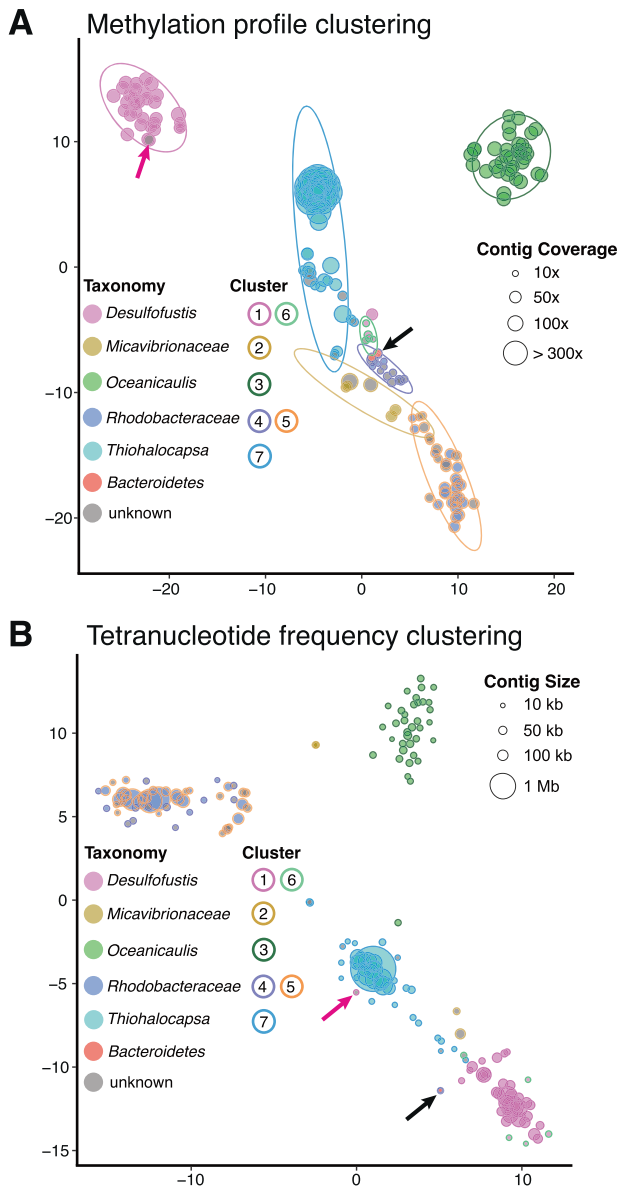 A Methylation profile clustering
10
0
−10
−20
Contig Coverage
10x
50x
100x
> 300x
Taxonomy Cluster
Desulfofustis 1 6
Micavibrionaceae 2
Oceanicaulis 3
Rhodobacteraceae 4 5
Thiohalocapsa 7
Bacteroidetes
unknown
−20 −10 0 10 20
B Tetranucleotide frequency clustering
10
5
0
−5
−10
−15
Contig Size
10 kb
50 kb
100 kb
1 Mb
Taxonomy Cluster
Desulfofustis 1 6
Micavibrionaceae 2
Oceanicaulis 3
Rhodobacteraceae 4 5
Thiohalocapsa 7
Bacteroidetes
unknown
−10 0 10